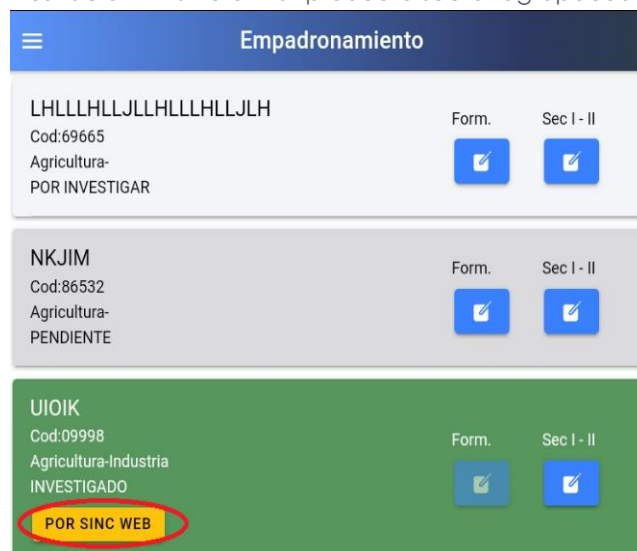 Empadronamiento
LHLLLHLLJLLHLLLHLLJLH
Cod:69665
Agricultura-
POR INVESTIGAR
Form.
Sec I - II
NKJIM
Cod:86532
Agricultura-
PENDIENTE
Form.
Sec I - II
UIOIK
Cod:09998
Agricultura-Industria
INVESTIGADO
POR SINC WEB
Form.
Sec I - II